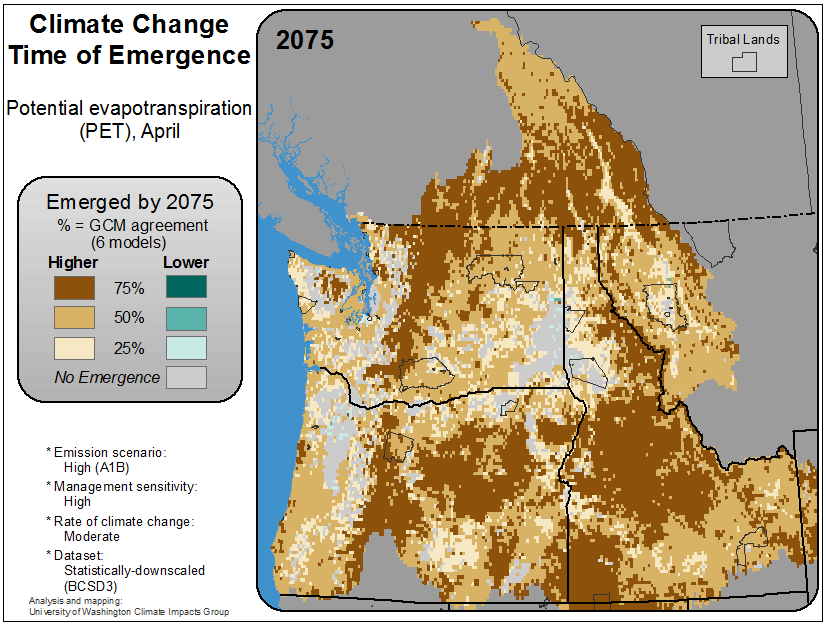 Climate Change
Time of Emergence
Potential evapotranspiration
(PET), April
Emerged by 2075
% = GCM agreement
(6 models)
Higher Lower
75%
50%
25%
No Emergence
* Emission scenario:
High (A1B)
* Management sensitivity:
High
* Rate of climate change:
Moderate
* Dataset:
Statistically-downscaled
(BCSD3)
Analysis and mapping:
University of Washington Climate Impacts Group
2075
Tribal Lands